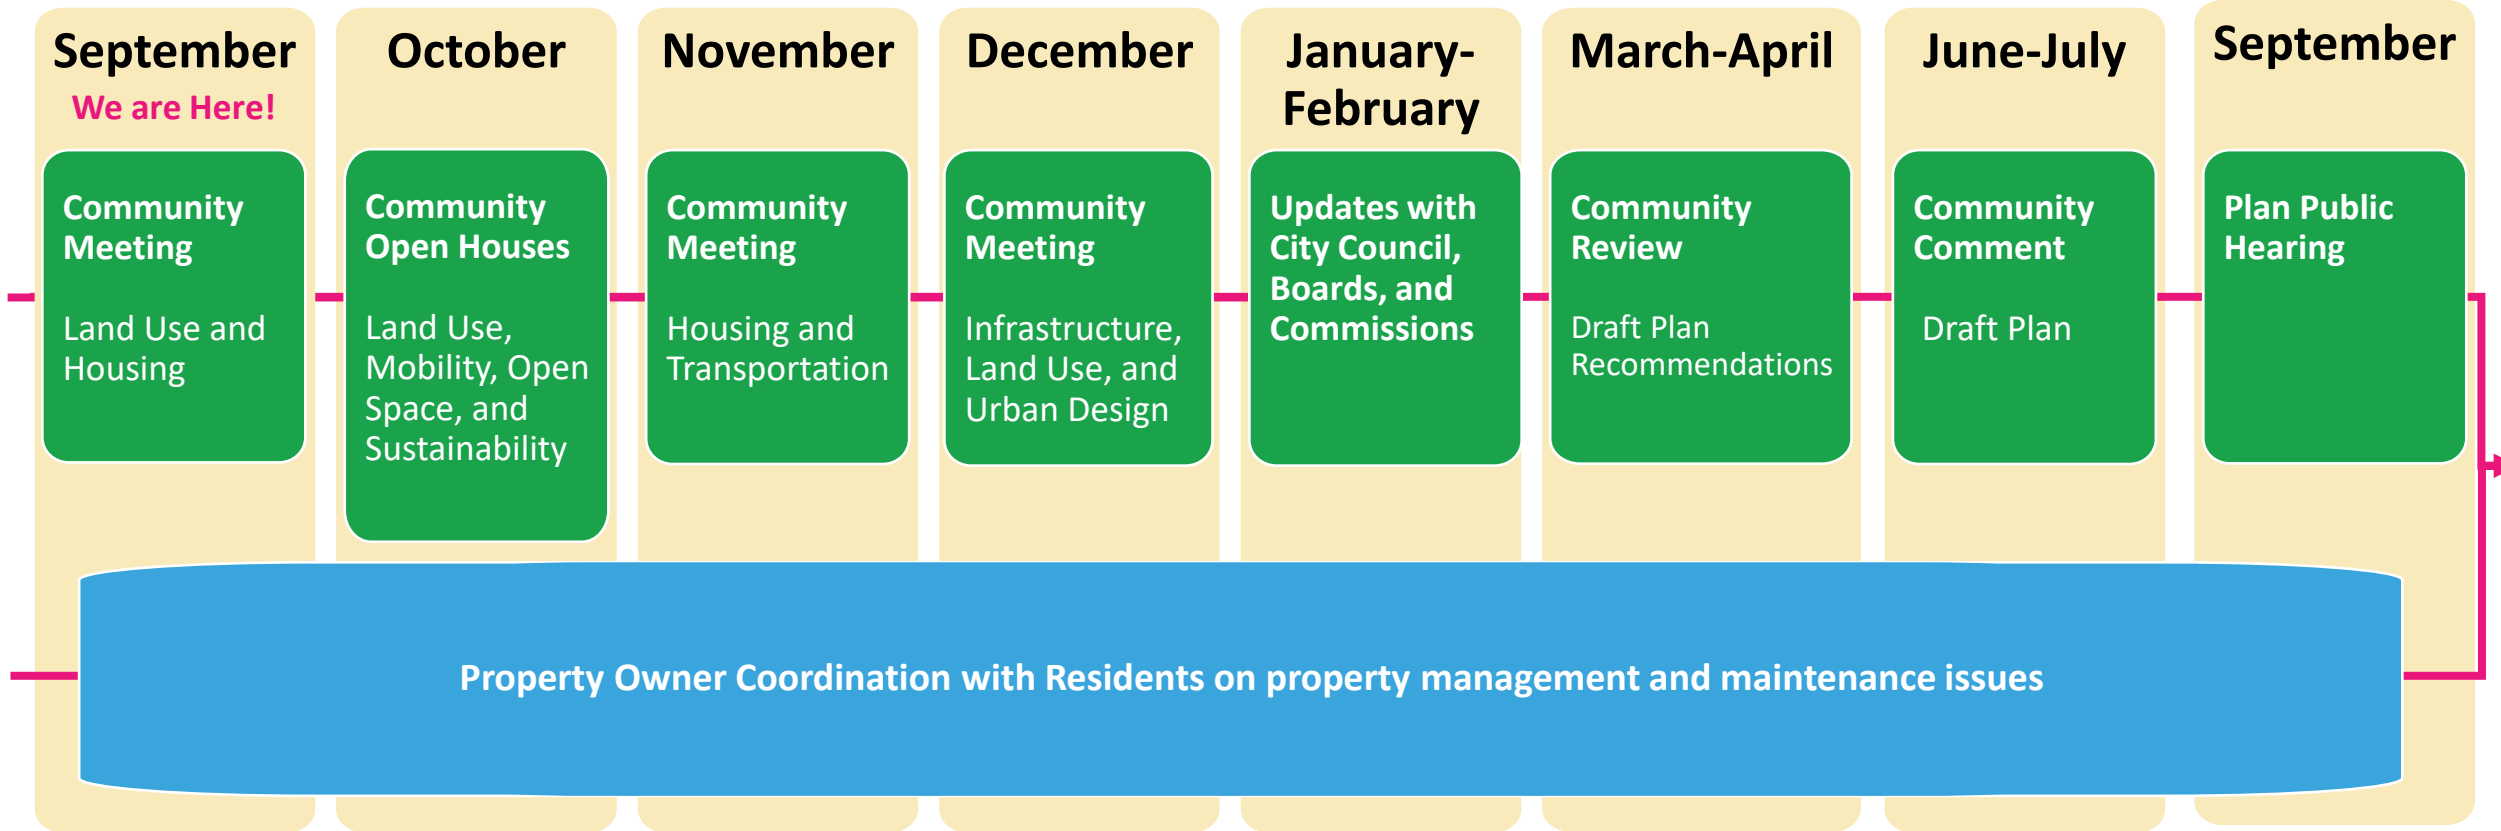 September
We are Here!
Community
Meeting
Land Use and
Housing
October
Community
Open Houses
Land Use,
Mobility, Open
Space, and
Sustainability
November
Community
Meeting
Housing and
Transportation
December
Community
Meeting
Infrastructure,
Land Use, and
Urban Design
January-
February
Updates with
City Council,
Boards, and
Commissions
March-April
Community
Review
Draft Plan
Recommendations
June-July
Community
Comment
Draft Plan
September
Plan Public
Hearing
Property Owner Coordination with Residents on property management and maintenance issues